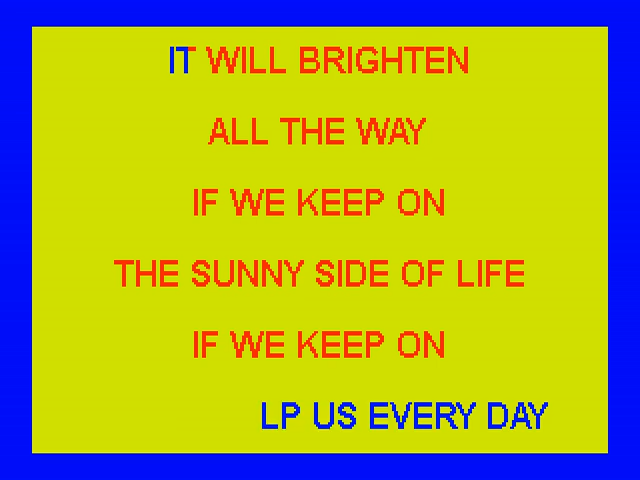 IT WILL BRIGHTEN
ALL THE WAY
IF WE KEEP ON
THE SUNNY SIDE OF LIFE
IF WE KEEP ON
LP US EVERY DAY